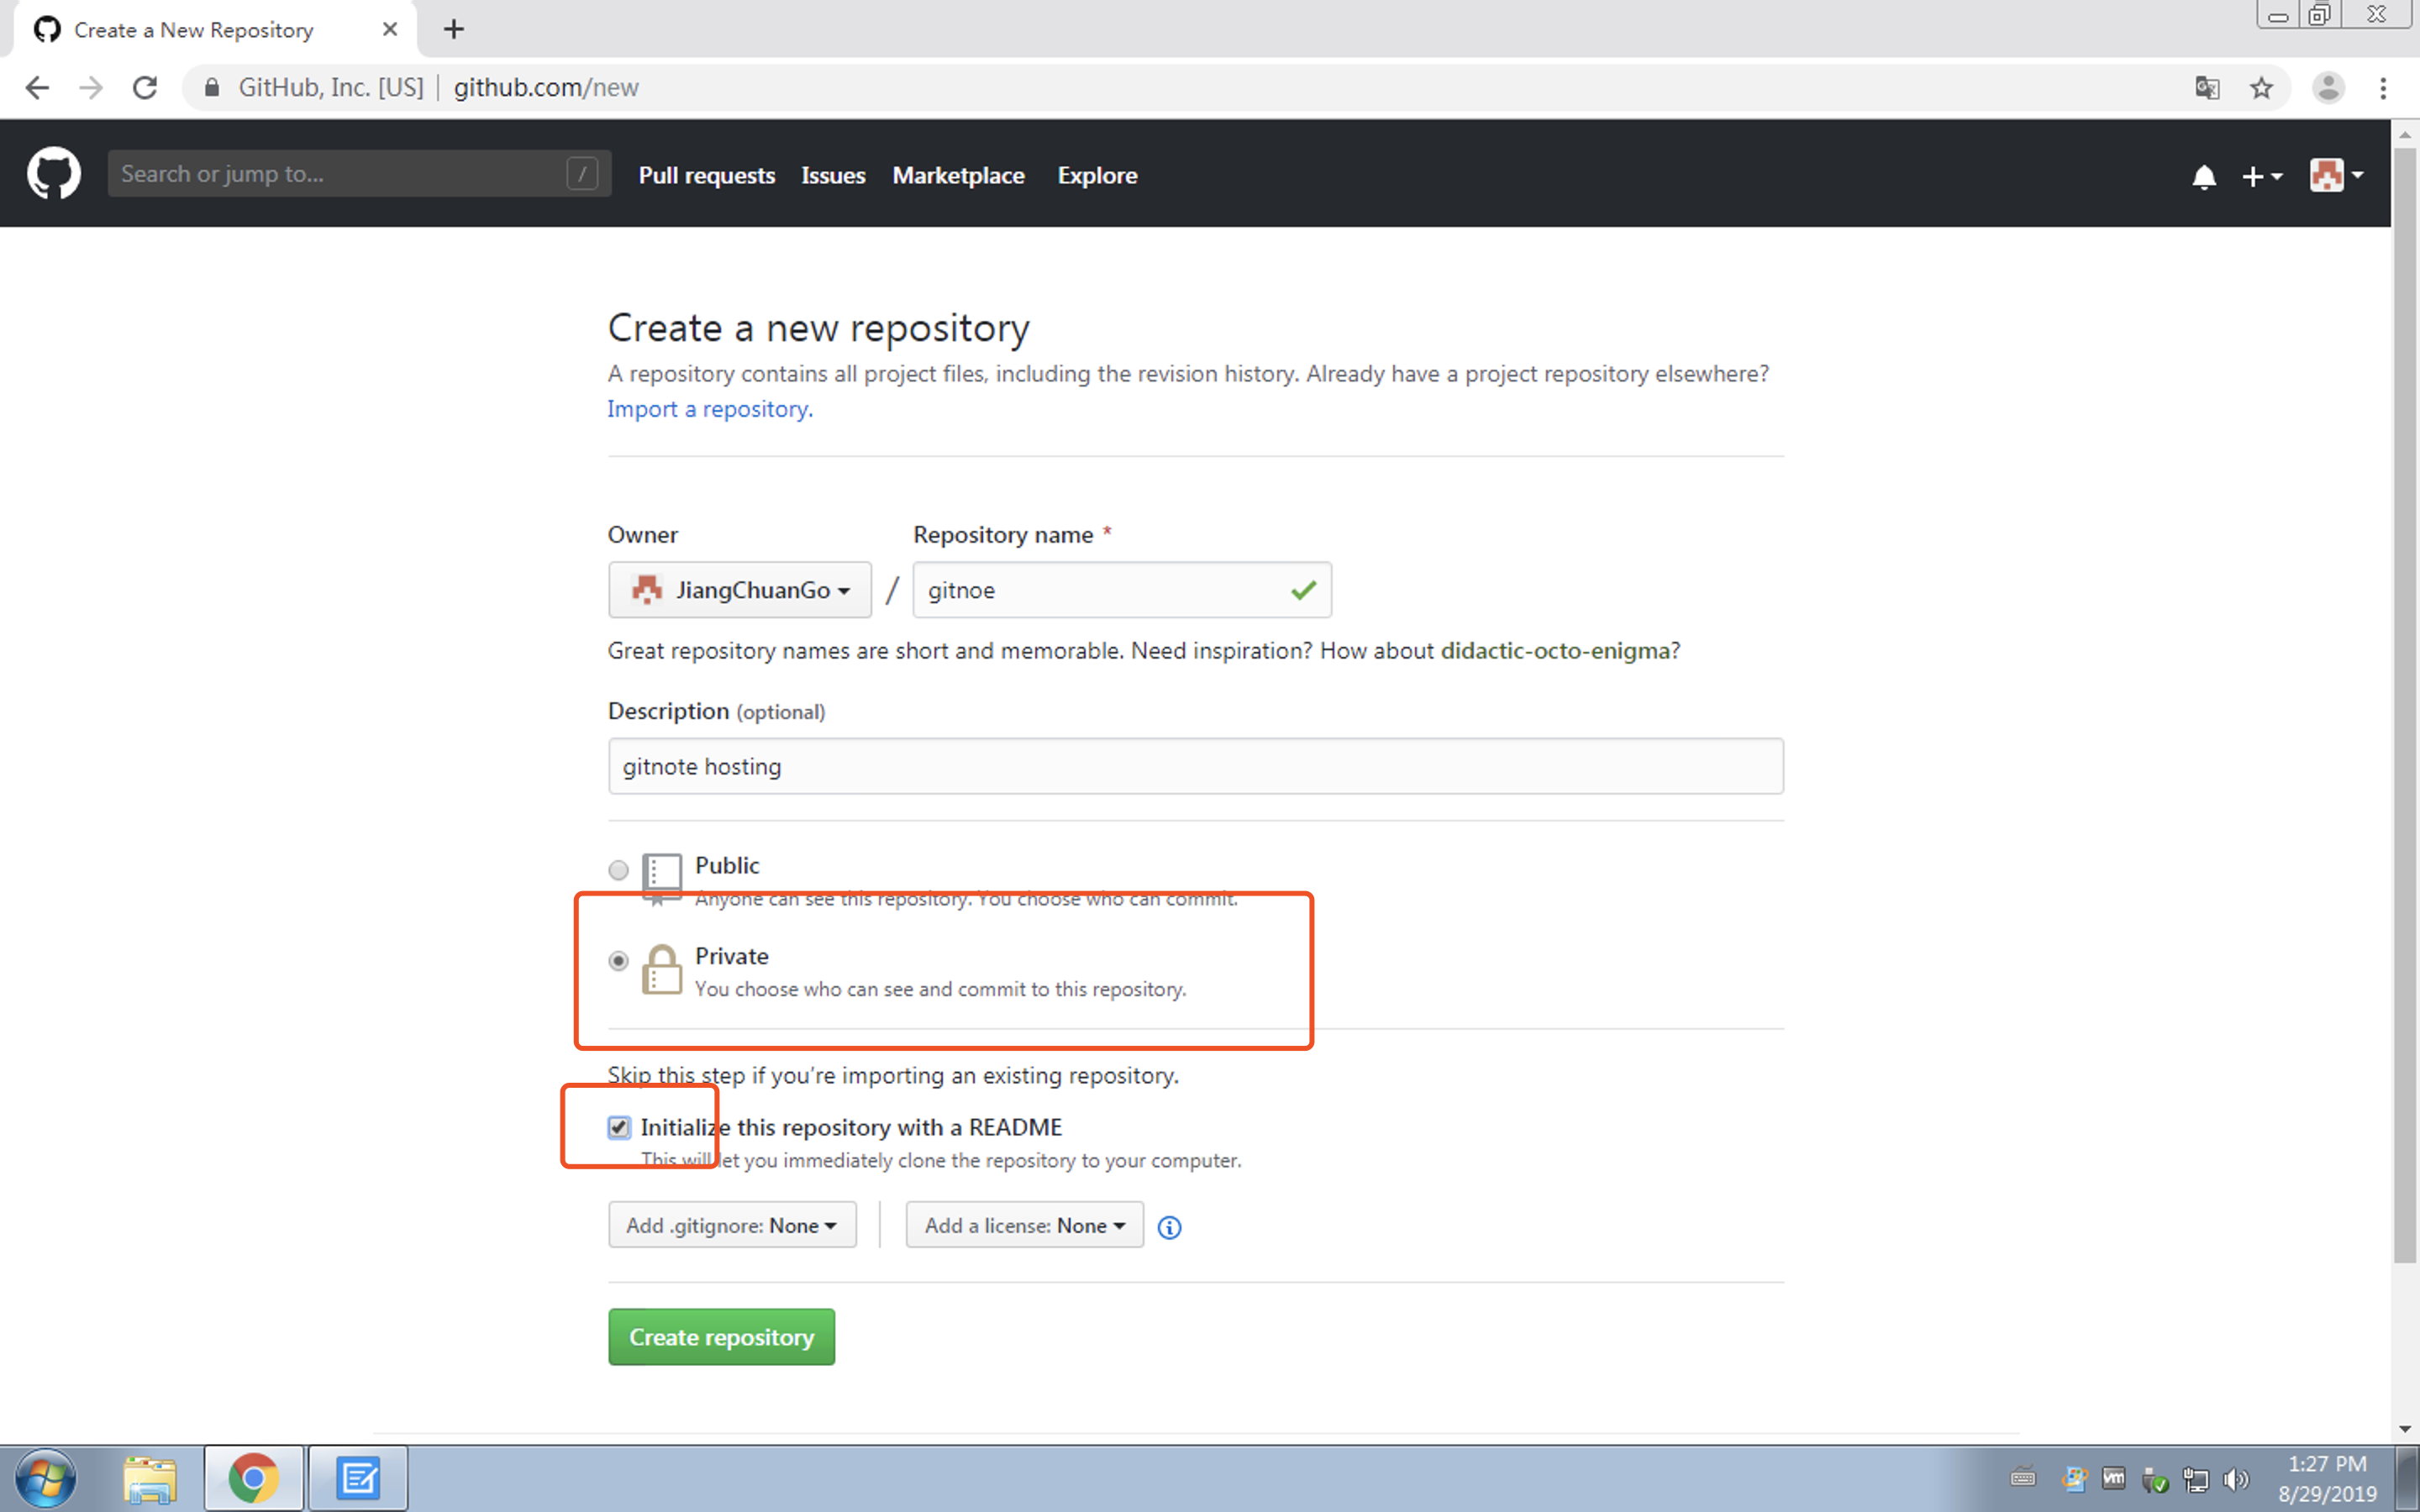 Create a New Repository
GitHub, Inc. [US] | github.com/new
Search or jump to... /
Pull requests Issues Marketplace Explore
Create a new repository
A repository contains all project files, including the revision history. Already have a project repository elsewhere?
Import a repository.
Owner Repository name *
JiangChuanGo / gitnoe
Great repository names are short and memorable. Need inspiration? How about didactic-octo-enigma?
Description (optional)
gitnote hosting
Public
Anyone can see this repository. You choose who can commit.
Private
You choose who can see and commit to this repository.
Skip this step if you’re importing an existing repository.
Initialize this repository with a README
This will let you immediately clone the repository to your computer.
Add .gitignore: None Add a license: None
Create repository
vm
1:27 PM
8/29/2019